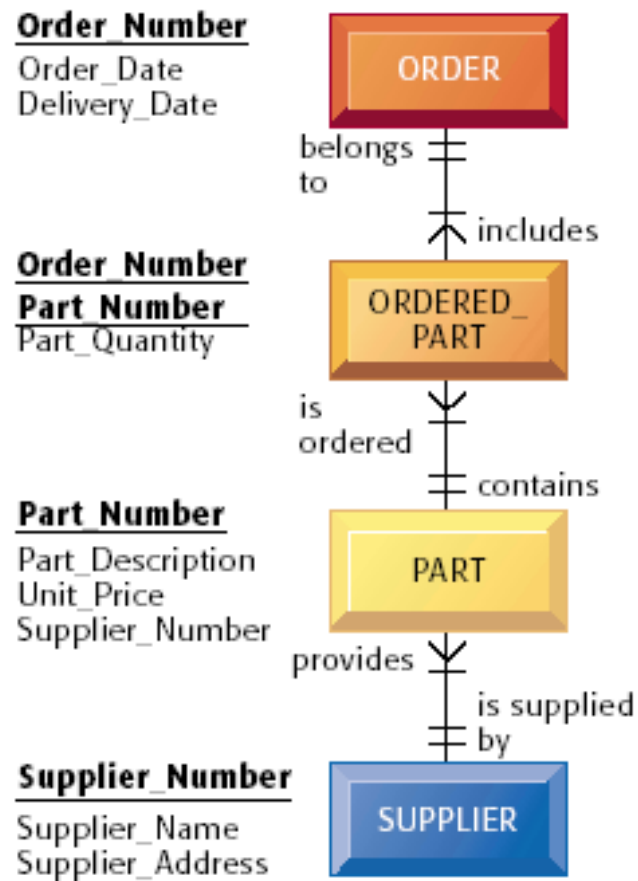 Order_Number
Order_Date
Delivery_Date
ORDER
belongs
to
includes
Order_Number
Part_Number
Part_Quantity
ORDERED_
PART
is
ordered
contains
Part_Number
Part_Description
Unit_Price
Supplier_Number
PART
provides
is supplied
by
Supplier_Number
Supplier_Name
Supplier_Address
SUPPLIER